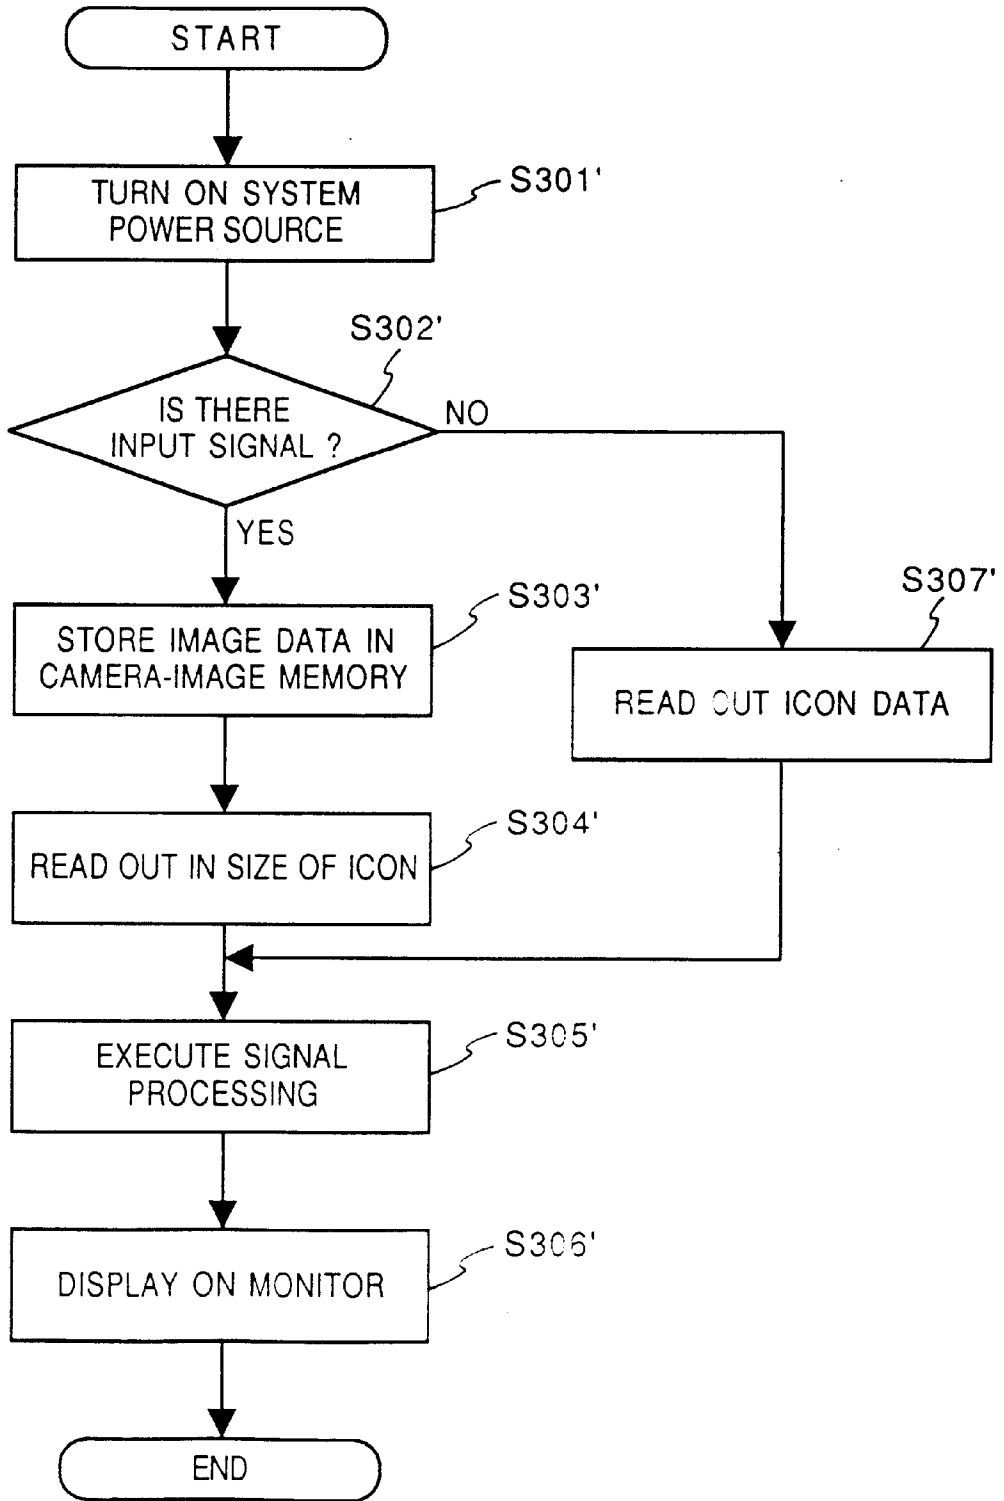 START
TURN ON SYSTEM
POWER SOURCE
S301'
S302'
IS THERE
INPUT SIGNAL ?
NO
YES
S303'
STORE IMAGE DATA IN
CAMERA-IMAGE MEMORY
S307'
READ OUT ICON DATA
S304'
READ OUT IN SIZE OF ICON
S305'
EXECUTE SIGNAL
PROCESSING
S306'
DISPLAY ON MONITOR
END